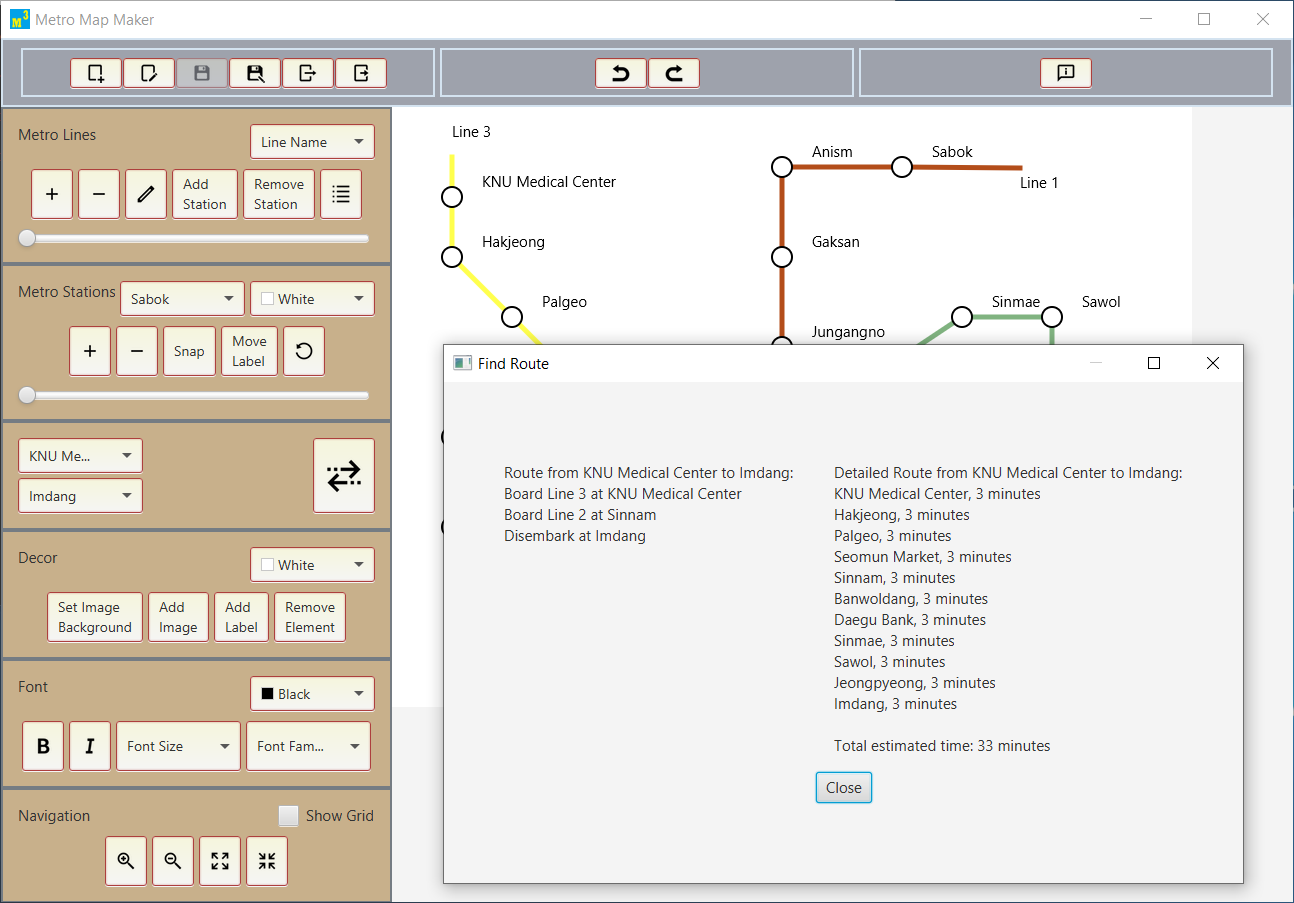 M3 Metro Map Maker
Metro Lines
Line Name
+
−
Add
Station
Remove
Station
Metro Stations
Sabok
White
+
−
Snap
Move
Label
KNU Me...
Imdang
Decor
White
Set Image
Background
Add
Image
Add
Label
Remove
Element
Font
Black
B
I
Font Size
Font Fam...
Navigation
Show Grid
Line 3
KNU Medical Center
Hakjeong
Palgeo
Anism
Sabok
Line 1
Gaksan
Jungangno
Sinmae
Sawol
Find Route
Route from KNU Medical Center to Imdang:
Board Line 3 at KNU Medical Center
Board Line 2 at Sinnam
Disembark at Imdang
Detailed Route from KNU Medical Center to Imdang:
KNU Medical Center, 3 minutes
Hakjeong, 3 minutes
Palgeo, 3 minutes
Seomun Market, 3 minutes
Sinnam, 3 minutes
Banwoldang, 3 minutes
Daegu Bank, 3 minutes
Sinmae, 3 minutes
Sawol, 3 minutes
Jeongpyeong, 3 minutes
Imdang, 3 minutes
Total estimated time: 33 minutes
Close